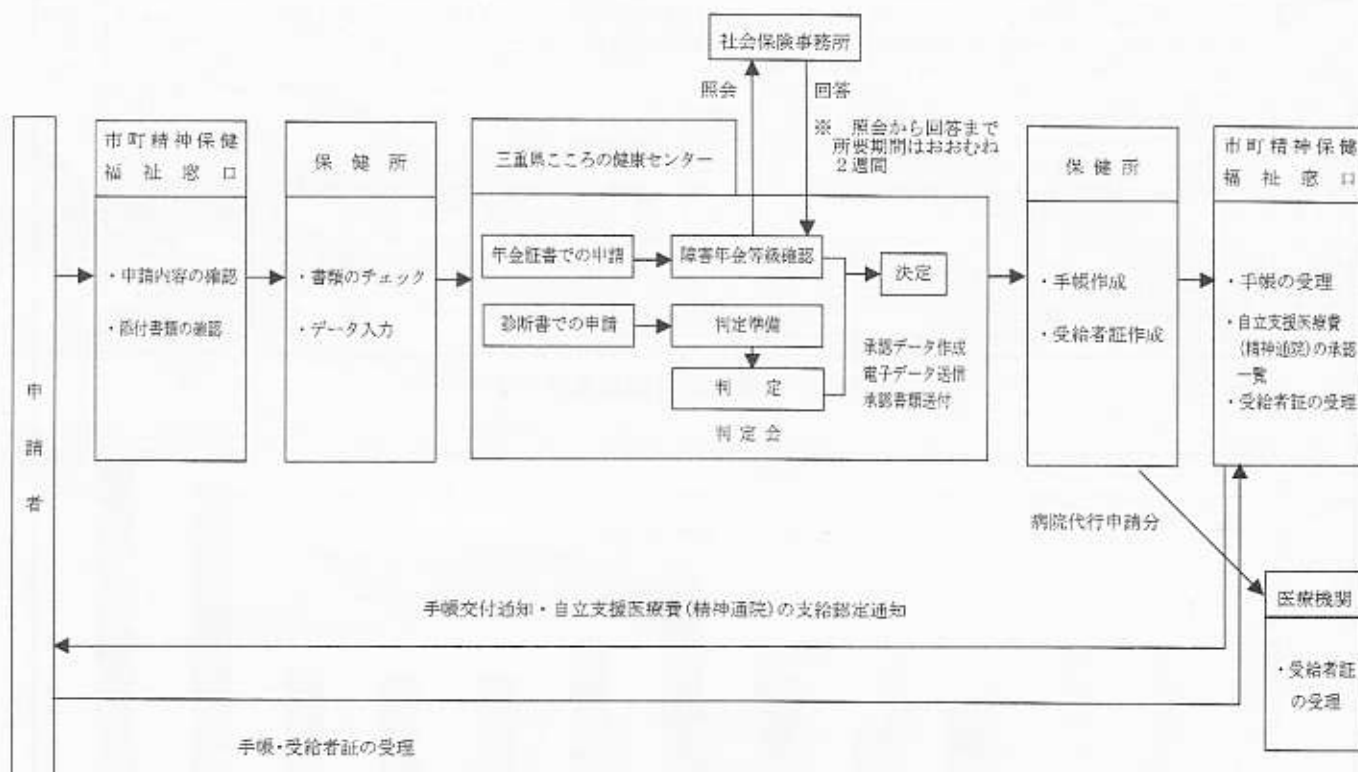 社会保険事務所
照会
回答
※ 照会から回答まで
所要期間はおおむね
2週間
申請者
市町精神保健
福祉窓口
・申請内容の確認
・添付書類の確認
保健所
・書類のチェック
・データ入力
三重県こころの健康センター
年金証書での申請
障害年金等級確認
決定
診断書での申請
判定準備
判定
判定会
承認データ作成
電子データ送信
承認書類送付
保健所
・手帳作成
・受給者証作成
市町精神保健
福祉窓口
・手帳の受理
・自立支援医療費
(精神通院)の承認
一覧
・受給者証の受理
病院代行申請分
医療機関
・受給者証
の受理
手帳交付通知・自立支援医療費(精神通院)の支給認定通知
手帳・受給者証の受理